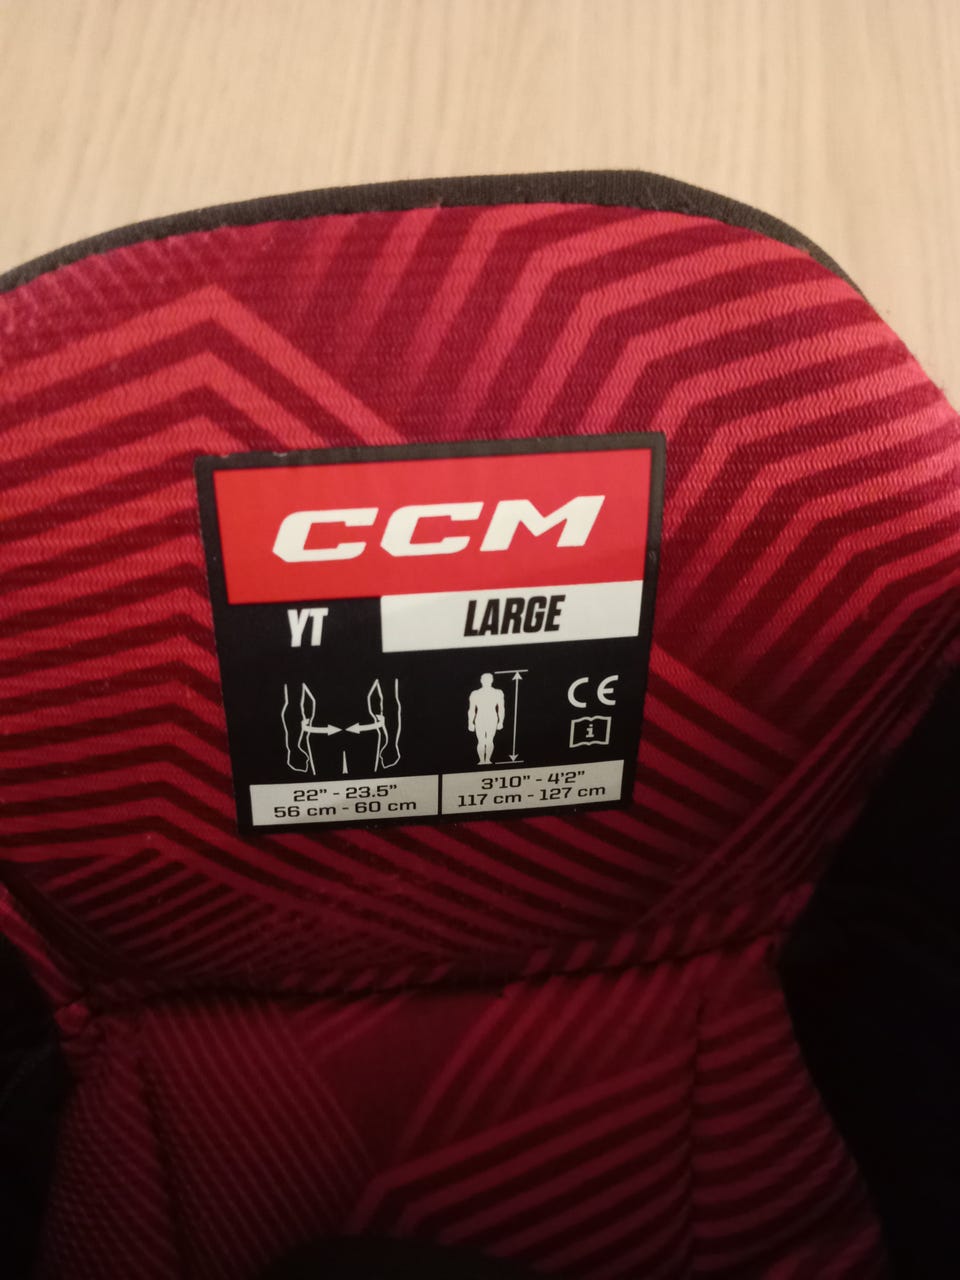 CCM
YT LARGE
CE
i
22" - 23.5"
56 cm - 60 cm
3'10" - 4'2"
117 cm - 127 cm